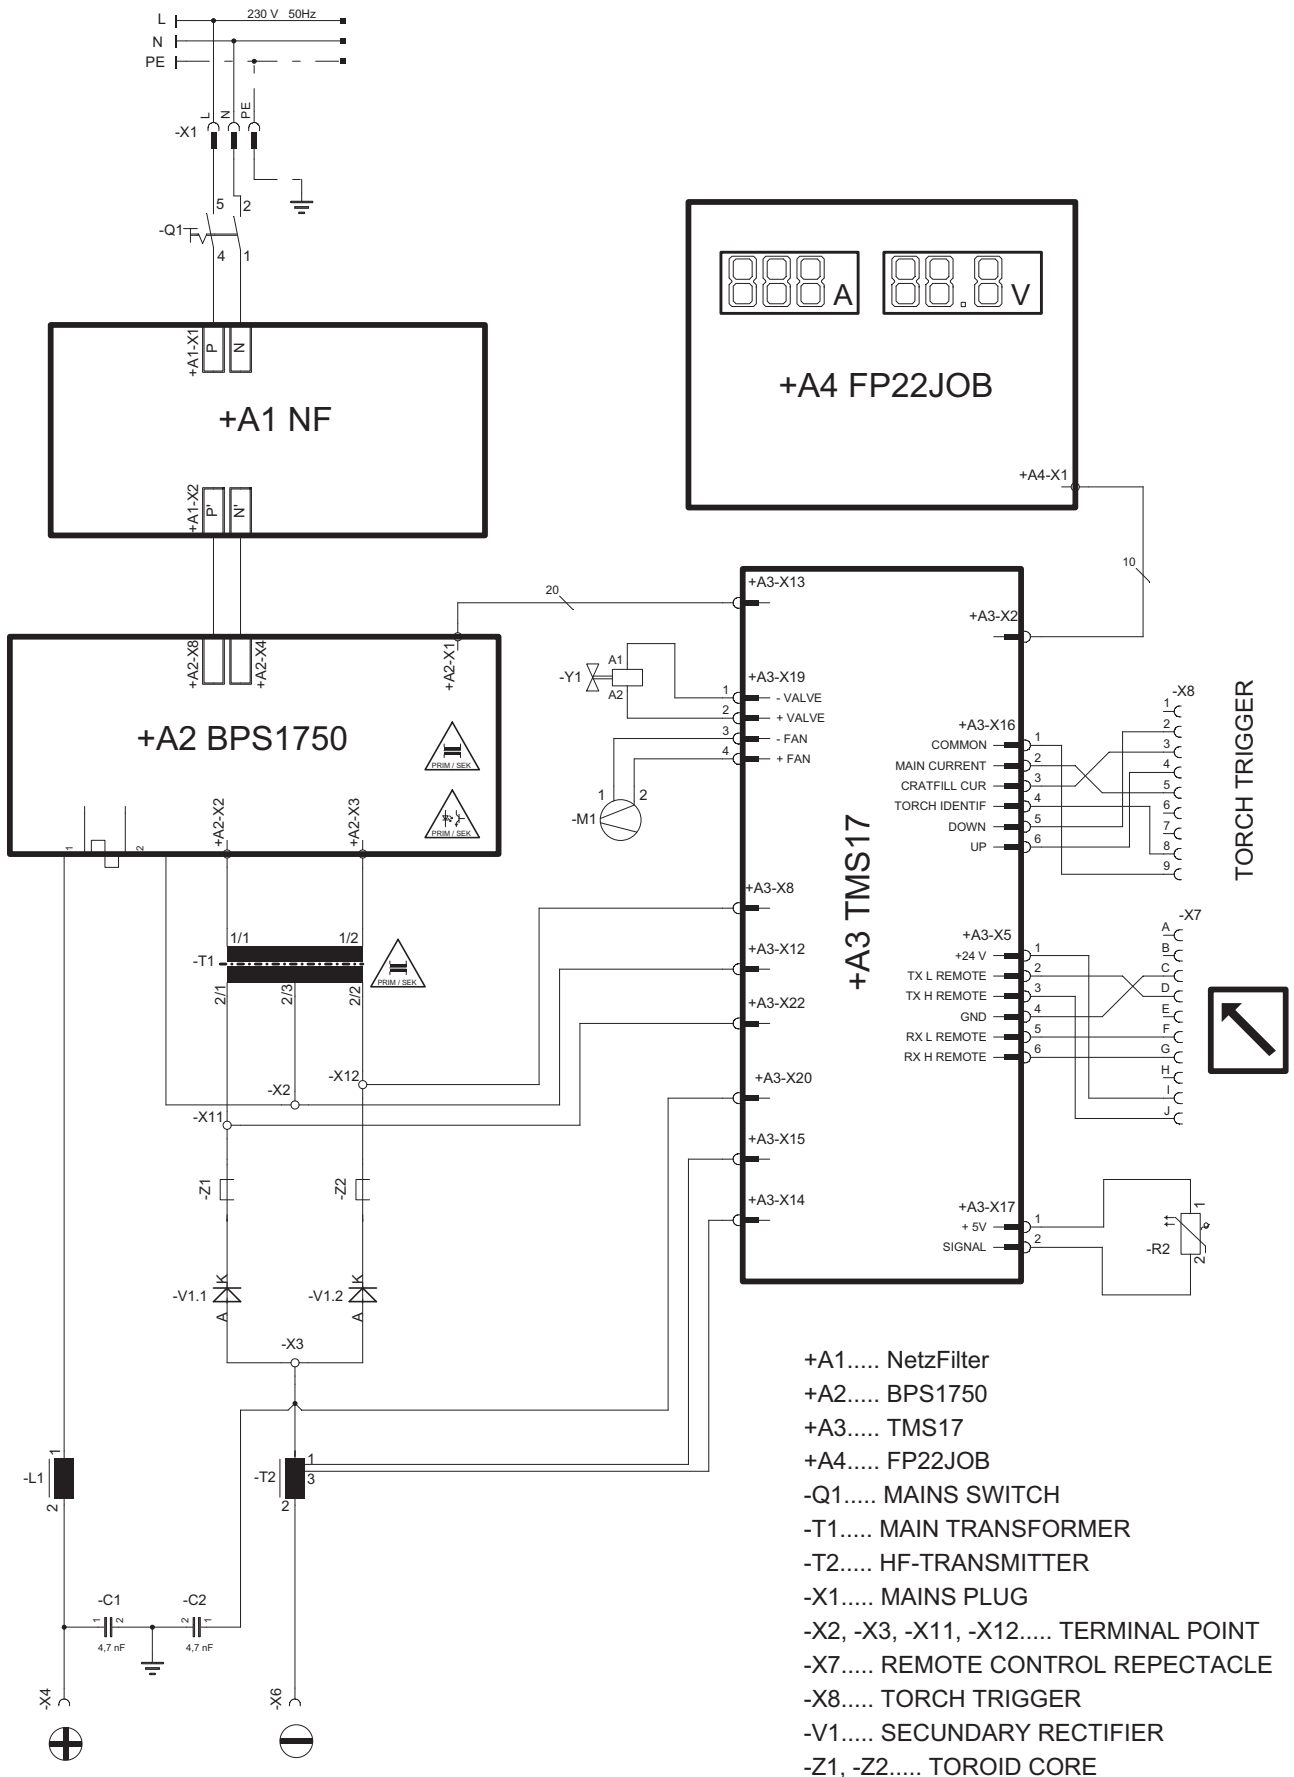 L 230 V 50Hz
N
PE
L N PE
-X1
5 2
-Q1
4 1
+A1-X1 P N
+A1 NF
+A1-X2 P' N'
+A2-X8 +A2-X4 +A2-X1
20
+A2 BPS1750
PRIM / SEK
PRIM / SEK
1 2 +A2-X2 +A2-X3
1/1 1/2
-T1
PRIM / SEK
2/1 2/3 2/2
-X12
-X2
-X11
-Z1 -Z2
K K
-V1.1 -V1.2
A A
-X3
1
-L1
2
1
-T2 3
2
-C1 -C2
1 2 2 1
4,7 nF 4,7 nF
-X4 -X6
A V
+A4 FP22JOB
+A4-X1
10
+A3-X13
+A3-X2
A1
-Y1
A2
+A3-X19
1 - VALVE
2 + VALVE
3 - FAN
4 + FAN
1 2
-M1
+A3 TMS17
+A3-X8
+A3-X12
+A3-X22
+A3-X20
+A3-X15
+A3-X14
+A3-X16
COMMON 1
MAIN CURRENT 2
CRATFILL CUR 3
TORCH IDENTIF 4
DOWN 5
UP 6
-X8
1
2
3
4
5
6
7
8
9
TORCH TRIGGER
+A3-X5
+24 V 1
TX L REMOTE 2
TX H REMOTE 3
GND 4
RX L REMOTE 5
RX H REMOTE 6
-X7
A
B
C
D
E
F
G
H
I
J
+A3-X17
+ 5V 1
SIGNAL 2
1
-R2
2
+A1..... NetzFilter
+A2..... BPS1750
+A3..... TMS17
+A4..... FP22JOB
-Q1..... MAINS SWITCH
-T1..... MAIN TRANSFORMER
-T2..... HF-TRANSMITTER
-X1..... MAINS PLUG
-X2, -X3, -X11, -X12..... TERMINAL POINT
-X7..... REMOTE CONTROL REPECTACLE
-X8..... TORCH TRIGGER
-V1..... SECUNDARY RECTIFIER
-Z1, -Z2..... TOROID CORE